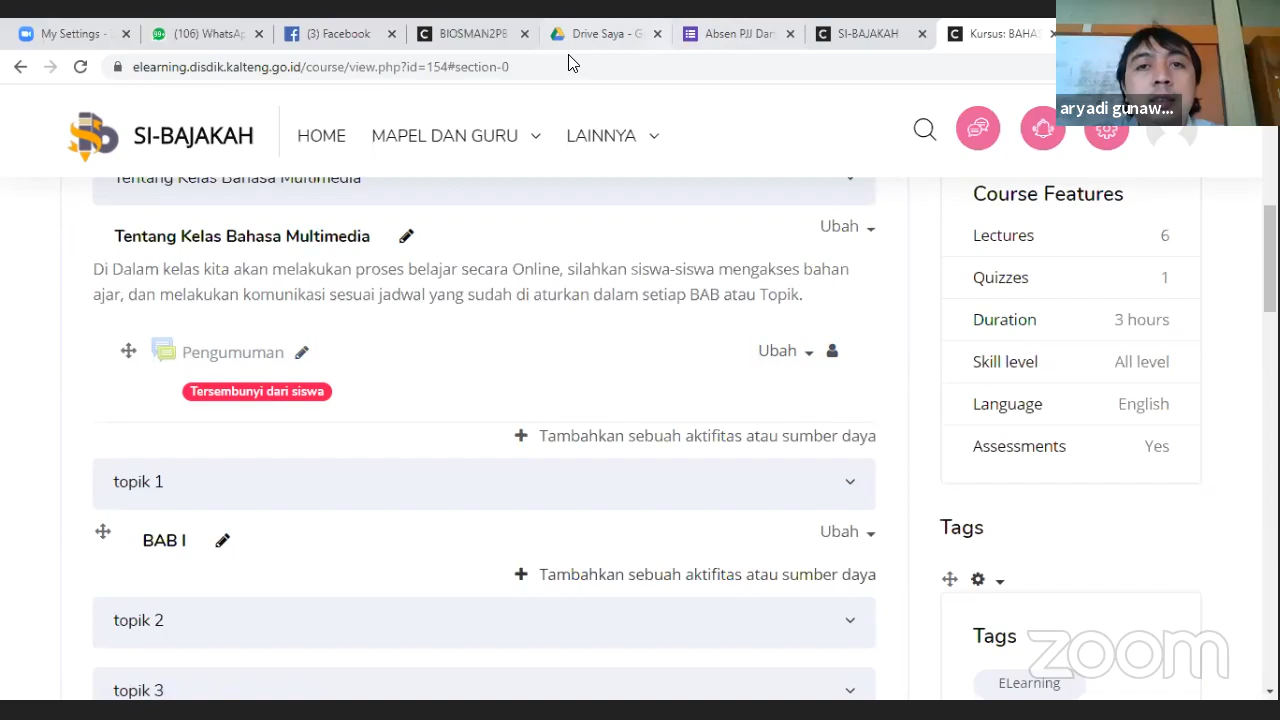 My Settings -
(106) WhatsAp
(3) Facebook
BIOSMAN2P8
Drive Saya - G
Absen PJJ Dar
SI-BAJAKAH
Kursus: BAHA
elearning.disdik.kalteng.go.id/course/view.php?id=154#section-0
aryadi gunaw...
SI-BAJAKAH
HOME
MAPEL DAN GURU
LAINNYA
Tentang Kelas Bahasa Multimedia
Tentang Kelas Bahasa Multimedia
Ubah
Di Dalam kelas kita akan melakukan proses belajar secara Online, silahkan siswa-siswa mengakses bahan
ajar, dan melakukan komunikasi sesuai jadwal yang sudah di aturkan dalam setiap BAB atau Topik.
Pengumuman
Ubah
Tersembunyi dari siswa
Tambahkan sebuah aktifitas atau sumber daya
topik 1
BAB I
Ubah
Tambahkan sebuah aktifitas atau sumber daya
topik 2
topik 3
Course Features
Lectures 6
Quizzes 1
Duration 3 hours
Skill level All level
Language English
Assessments Yes
Tags
Tags
ELearning
zoom